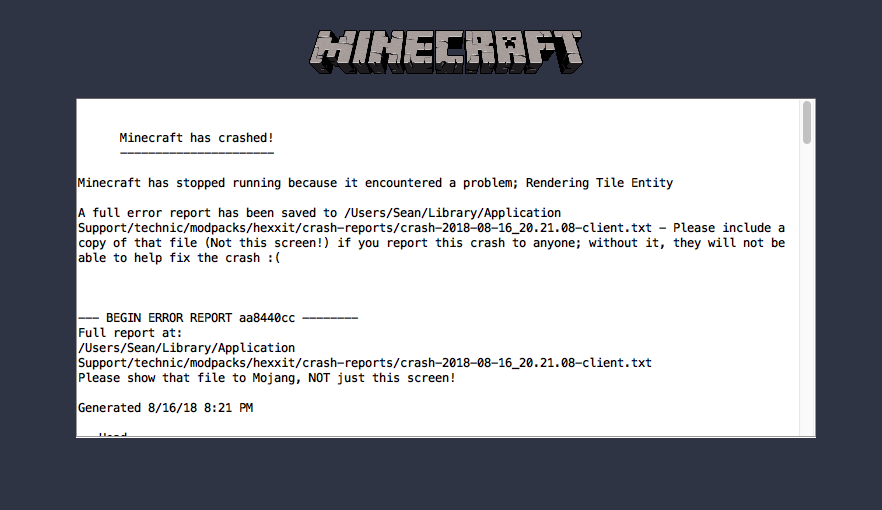 MINECRAFT
Minecraft has crashed!
----------------------
Minecraft has stopped running because it encountered a problem; Rendering Tile Entity
A full error report has been saved to /Users/Sean/Library/Application
Support/technic/modpacks/hexxit/crash-reports/crash-2018-08-16_20.21.08-client.txt - Please include a
copy of that file (Not this screen!) if you report this crash to anyone; without it, they will not be
able to help fix the crash :(
--- BEGIN ERROR REPORT aa8440cc --------
Full report at:
/Users/Sean/Library/Application
Support/technic/modpacks/hexxit/crash-reports/crash-2018-08-16_20.21.08-client.txt
Please show that file to Mojang, NOT just this screen!
Generated 8/16/18 8:21 PM